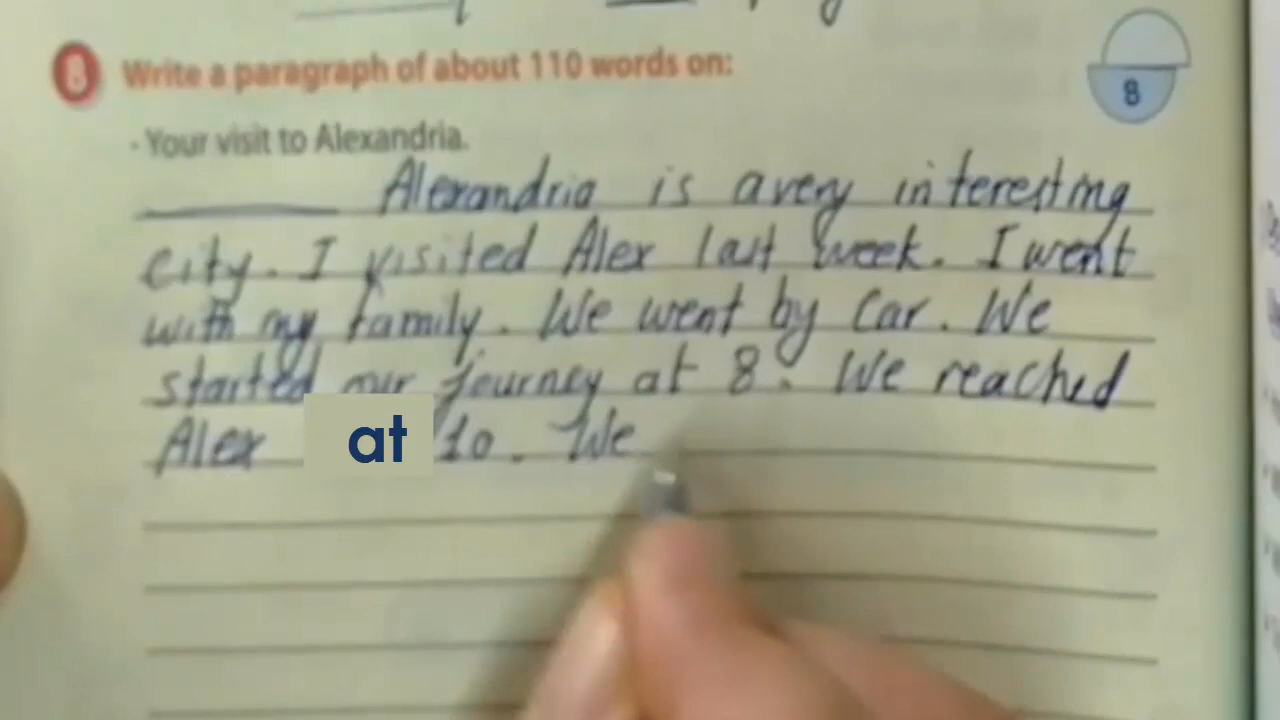 8 Write a paragraph of about 110 words on:
8
- Your visit to Alexandria.
Alexandria is a very interesting
city. I visited Alex last week. I went
with my family. We went by car. We
started our journey at 8. We reached
Alex at 10. We